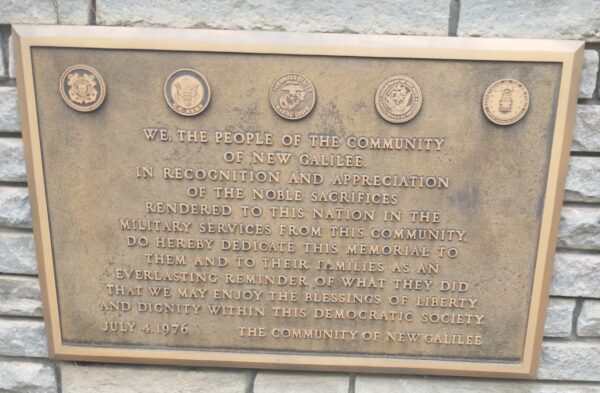 WE, THE PEOPLE OF THE COMMUNITY
OF NEW GALILEE,
IN RECOGNITION AND APPRECIATION
OF THE NOBLE SACRIFICES
RENDERED TO THIS NATION IN THE
MILITARY SERVICES FROM THIS COMMUNITY,
DO HEREBY DEDICATE THIS MEMORIAL TO
THEM AND TO THEIR FAMILIES AS AN
EVERLASTING REMINDER OF WHAT THEY DID
THAT WE MAY ENJOY THE BLESSINGS OF LIBERTY
AND DIGNITY WITHIN THIS DEMOCRATIC SOCIETY.
JULY 4, 1976 THE COMMUNITY OF NEW GALILEE